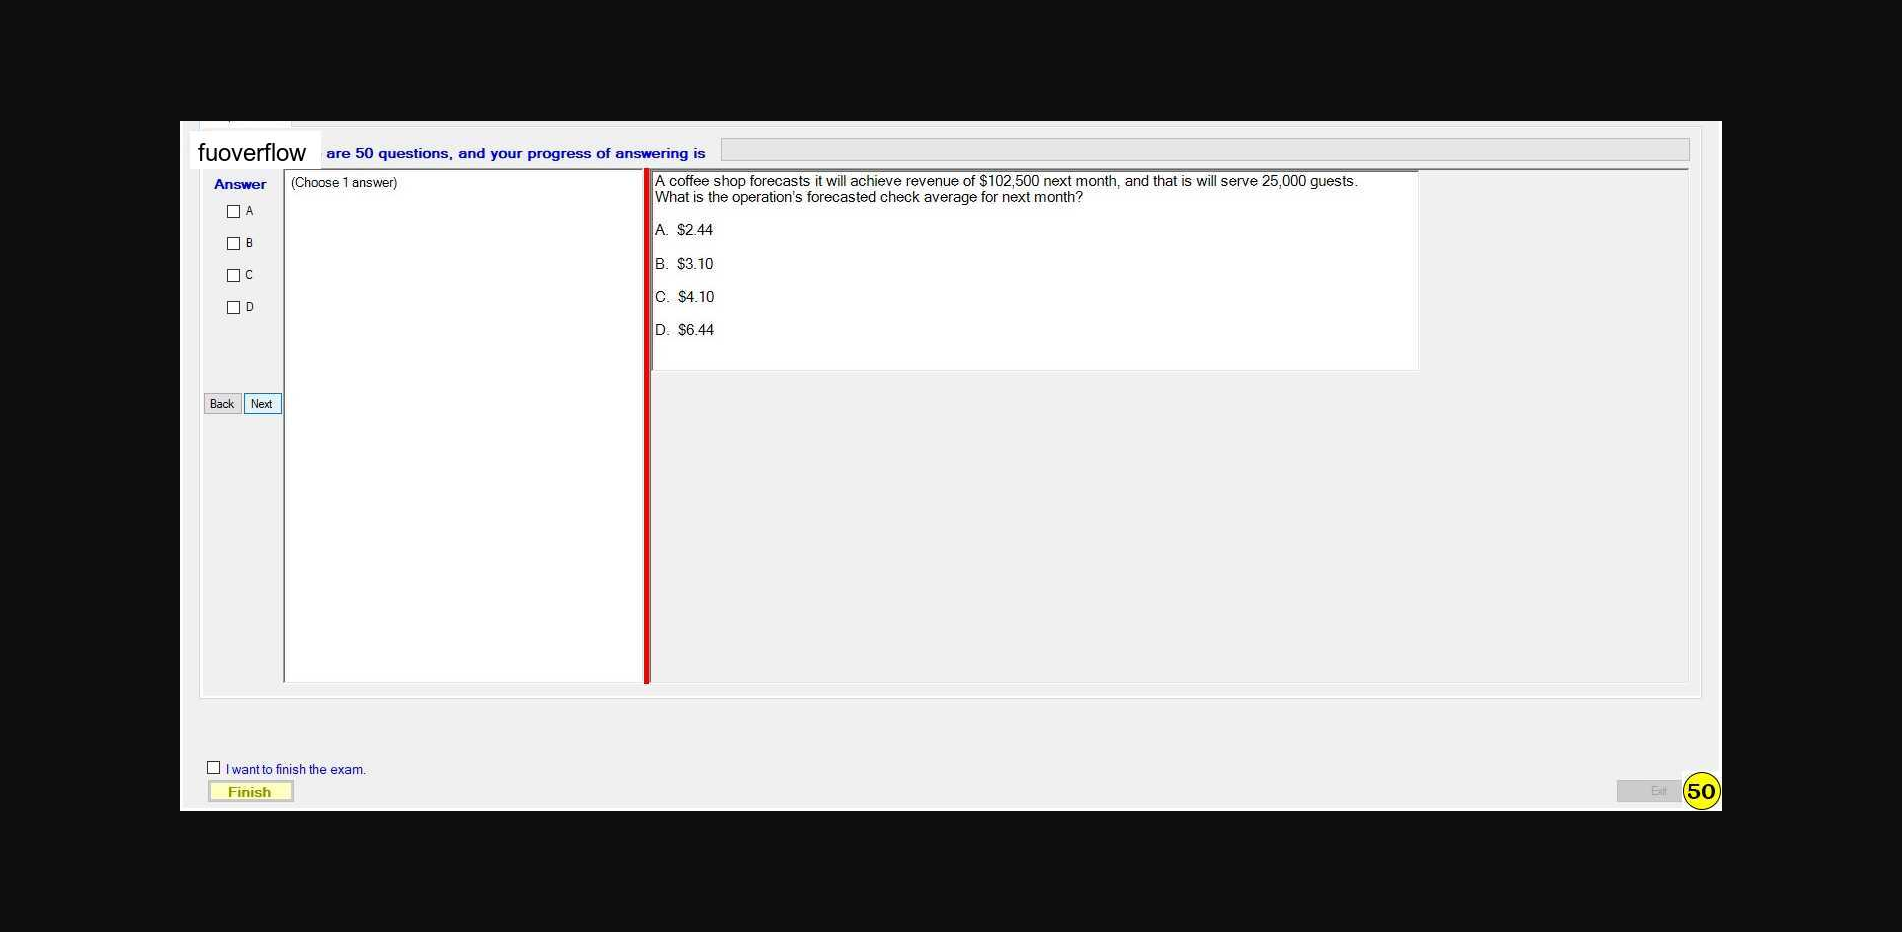 fuoverflow are 50 questions, and your progress of answering is
Answer
(Choose 1 answer)
A
B
C
D
Back Next
A coffee shop forecasts it will achieve revenue of $102,500 next month, and that is will serve 25,000 guests.
What is the operation's forecasted check average for next month?
A. $2.44
B. $3.10
C. $4.10
D. $6.44
I want to finish the exam.
Finish
Exit
50